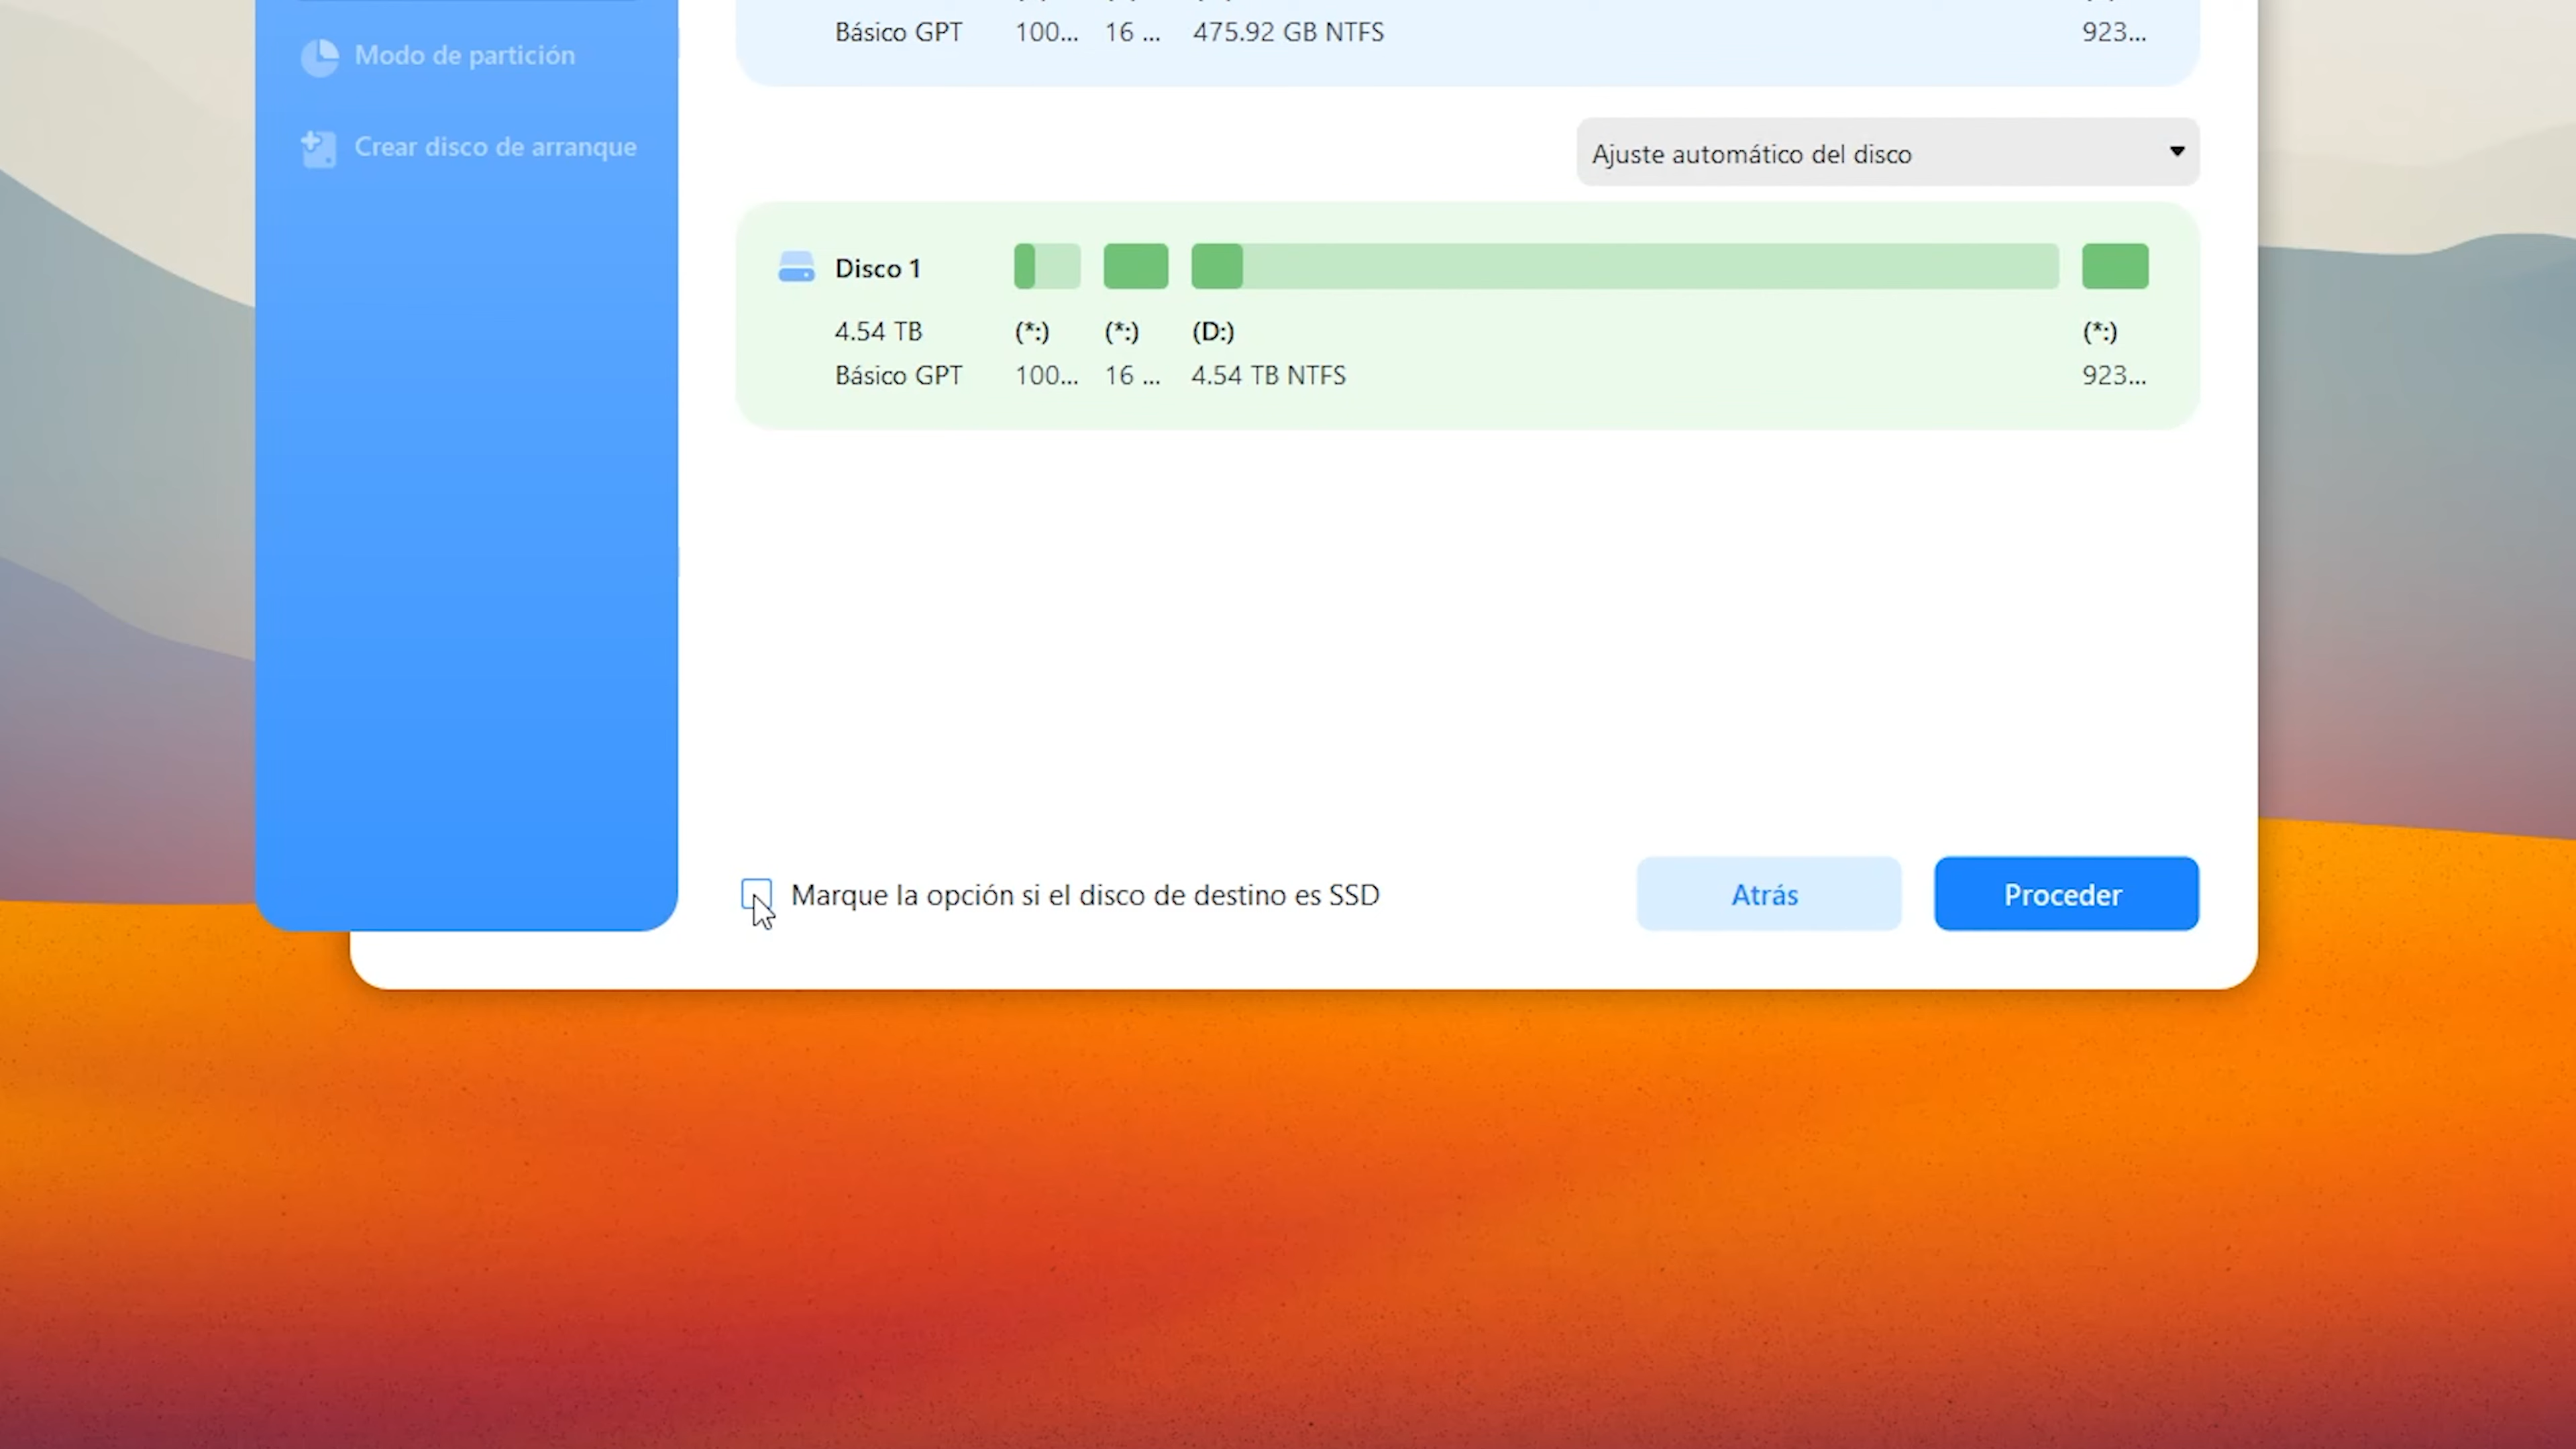 Básico GPT 100... 16 ... 475.92 GB NTFS 923...
Modo de partición
Crear disco de arranque
Ajuste automático del disco
Disco 1
4.54 TB (*:) (*:) (D:) (*:)
Básico GPT 100... 16 ... 4.54 TB NTFS 923...
Marque la opción si el disco de destino es SSD
Atrás
Proceder